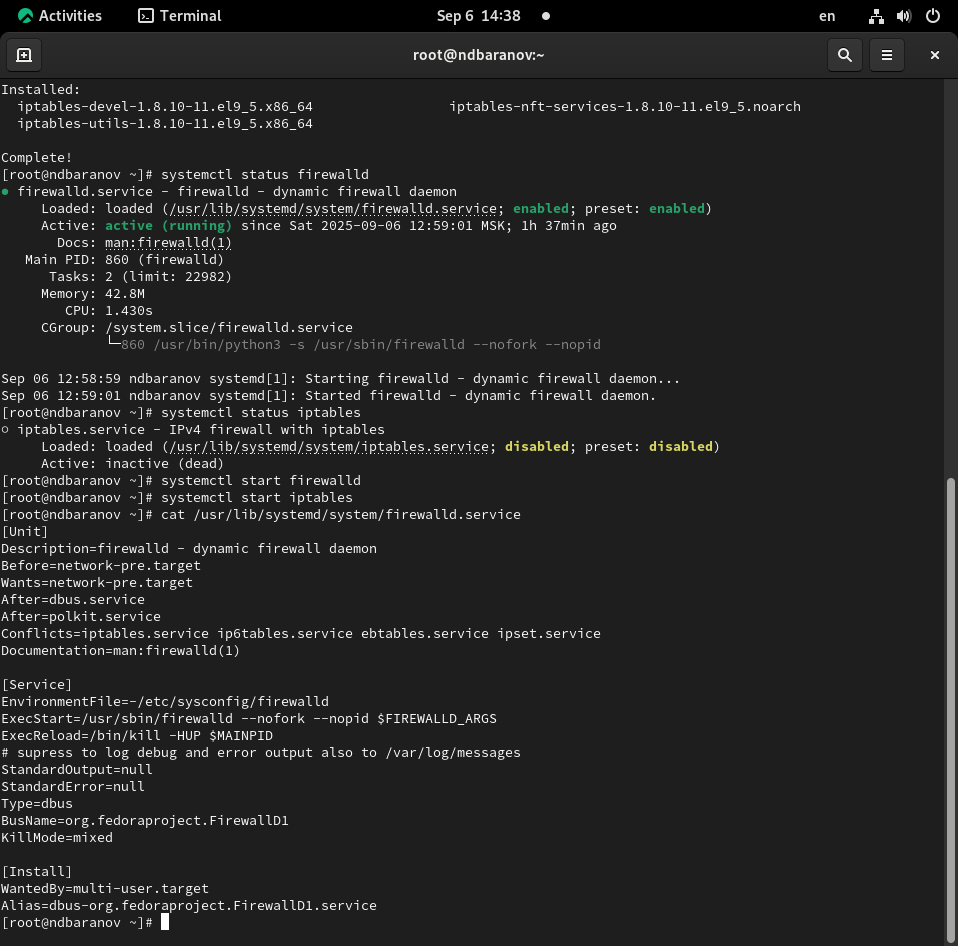 Activities Terminal Sep 6 14:38 en
root@ndbaranov:~
Installed:
  iptables-devel-1.8.10-11.el9_5.x86_64                 iptables-nft-services-1.8.10-11.el9_5.noarch
  iptables-utils-1.8.10-11.el9_5.x86_64
Complete!
[root@ndbaranov ~]# systemctl status firewalld
● firewalld.service - firewalld - dynamic firewall daemon
     Loaded: loaded (/usr/lib/systemd/system/firewalld.service; enabled; preset: enabled)
     Active: active (running) since Sat 2025-09-06 12:59:01 MSK; 1h 37min ago
       Docs: man:firewalld(1)
   Main PID: 860 (firewalld)
      Tasks: 2 (limit: 22982)
     Memory: 42.8M
        CPU: 1.430s
     CGroup: /system.slice/firewalld.service
             └─860 /usr/bin/python3 -s /usr/sbin/firewalld --nofork --nopid
Sep 06 12:58:59 ndbaranov systemd[1]: Starting firewalld - dynamic firewall daemon...
Sep 06 12:59:01 ndbaranov systemd[1]: Started firewalld - dynamic firewall daemon.
[root@ndbaranov ~]# systemctl status iptables
○ iptables.service - IPv4 firewall with iptables
     Loaded: loaded (/usr/lib/systemd/system/iptables.service; disabled; preset: disabled)
     Active: inactive (dead)
[root@ndbaranov ~]# systemctl start firewalld
[root@ndbaranov ~]# systemctl start iptables
[root@ndbaranov ~]# cat /usr/lib/systemd/system/firewalld.service
[Unit]
Description=firewalld - dynamic firewall daemon
Before=network-pre.target
Wants=network-pre.target
After=dbus.service
After=polkit.service
Conflicts=iptables.service ip6tables.service ebtables.service ipset.service
Documentation=man:firewalld(1)
[Service]
EnvironmentFile=-/etc/sysconfig/firewalld
ExecStart=/usr/sbin/firewalld --nofork --nopid $FIREWALLD_ARGS
ExecReload=/bin/kill -HUP $MAINPID
# supress to log debug and error output also to /var/log/messages
StandardOutput=null
StandardError=null
Type=dbus
BusName=org.fedoraproject.FirewallD1
KillMode=mixed
[Install]
WantedBy=multi-user.target
Alias=dbus-org.fedoraproject.FirewallD1.service
[root@ndbaranov ~]#